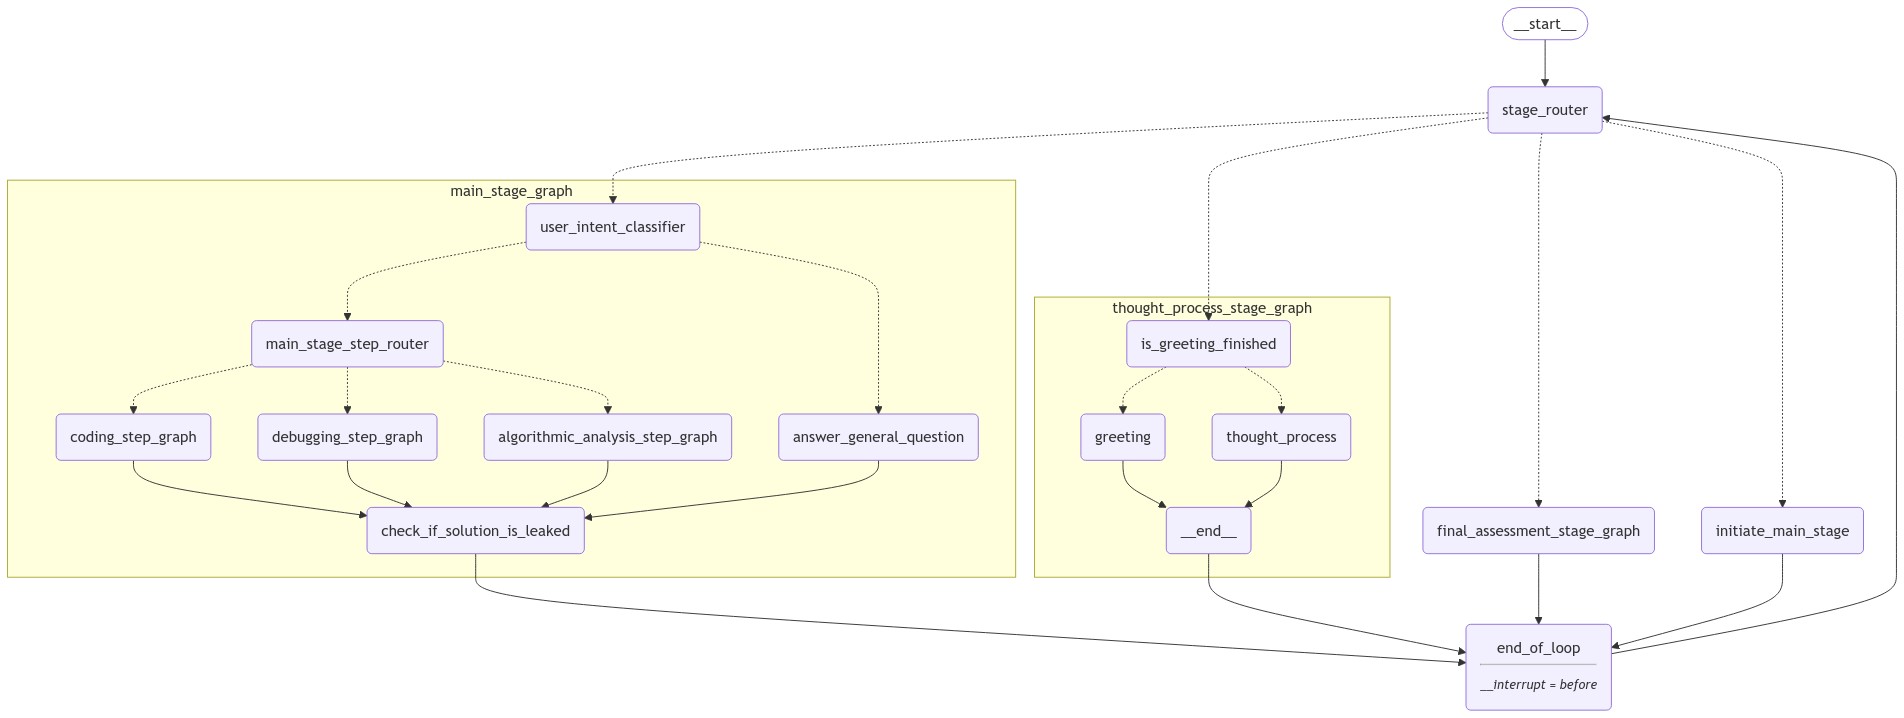 __start__
stage_router
main_stage_graph
user_intent_classifier
thought_process_stage_graph
main_stage_step_router
is_greeting_finished
coding_step_graph
debugging_step_graph
algorithmic_analysis_step_graph
answer_general_question
greeting
thought_process
check_if_solution_is_leaked
__end__
final_assessment_stage_graph
initiate_main_stage
end_of_loop
__interrupt = before